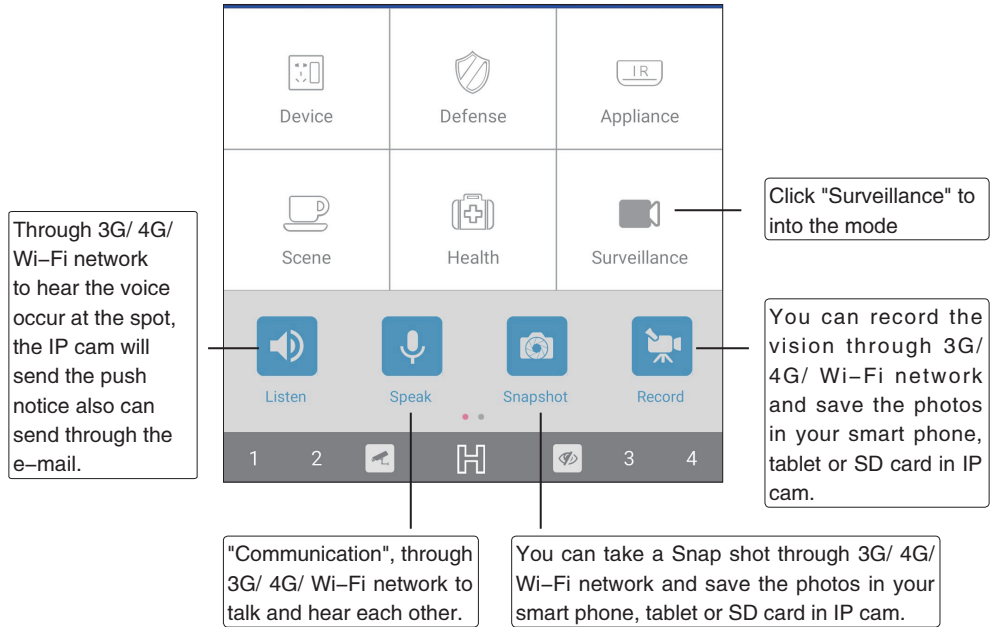 IR
Device
Defense
Appliance
Scene
Health
Surveillance
Click "Surveillance" to
into the mode
Through 3G/ 4G/
Wi–Fi network
to hear the voice
occur at the spot,
the IP cam will
send the push
notice also can
send through the
e–mail.
Listen
Speak
Snapshot
Record
You can record the
vision through 3G/
4G/ Wi–Fi network
and save the photos
in your smart phone,
tablet or SD card in IP
cam.
1 2 H 3 4
"Communication", through
3G/ 4G/ Wi–Fi network to
talk and hear each other.
You can take a Snap shot through 3G/ 4G/
Wi–Fi network and save the photos in your
smart phone, tablet or SD card in IP cam.